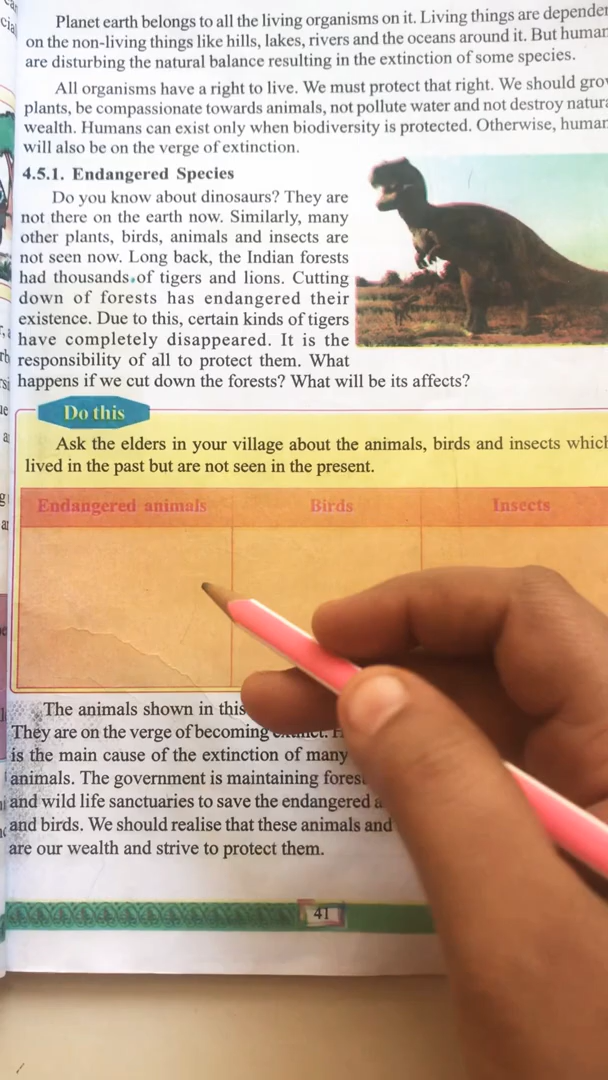 Planet earth belongs to all the living organisms on it. Living things are
on the non-living things like hills, lakes, rivers and the oceans around it. But
are disturbing the natural balance resulting in the extinction of some species.
All organisms have a right to live. We must protect that right. We should
plants, be compassionate towards animals, not pollute water and not destroy
wealth. Humans can exist only when biodiversity is protected. Otherwise,
will also be on the verge of extinction.
4.5.1. Endangered Species
Do you know about dinosaurs? They are
not there on the earth now. Similarly, many
other plants, birds, animals and insects are
not seen now. Long back, the Indian forests
had thousands of tigers and lions. Cutting
down of forests has endangered their
existence. Due to this, certain kinds of tigers
have completely disappeared. It is the
responsibility of all to protect them. What
happens if we cut down the forests? What will be its affects?
Do this
Ask the elders in your village about the animals, birds and insects which
lived in the past but are not seen in the present.
Endangered animals Birds Insects
The animals shown in this
They are on the verge of becoming
is the main cause of the extinction of many
animals. The government is maintaining
and wild life sanctuaries to save the endangered
and birds. We should realise that these animals and
are our wealth and strive to protect them.
41